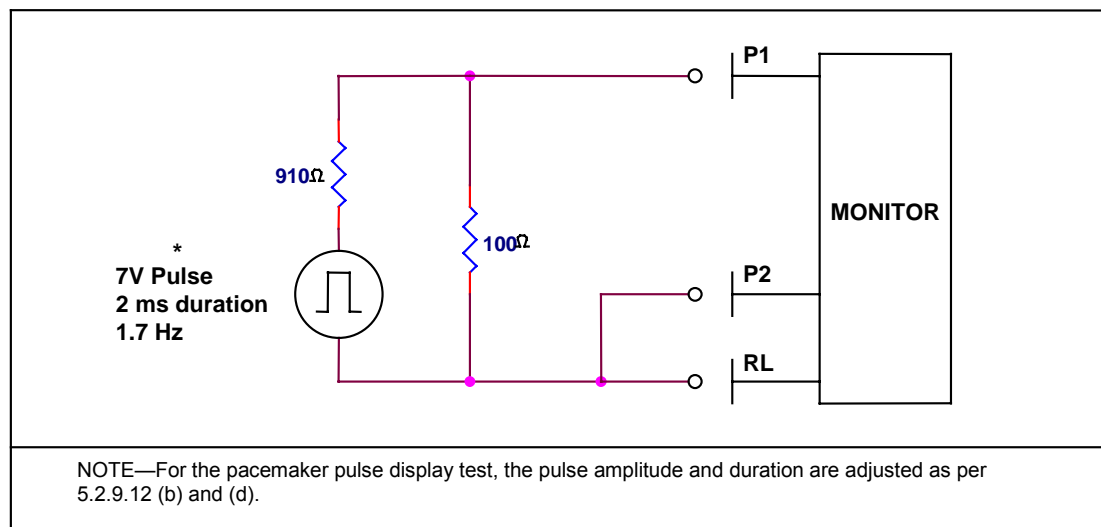 P1
910Ω
100Ω
MONITOR
*
7V Pulse
2 ms duration
1.7 Hz
P2
RL
NOTE—For the pacemaker pulse display test, the pulse amplitude and duration are adjusted as per
5.2.9.12 (b) and (d).